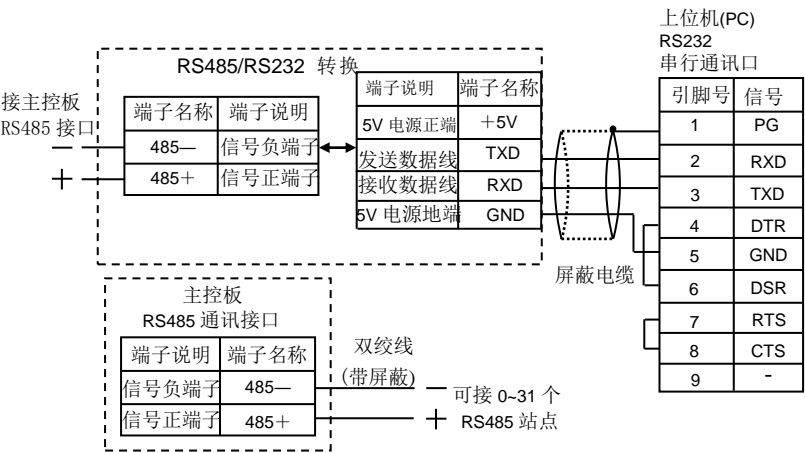 上位机(PC)
RS232
串行通讯口
RS485/RS232 转换
接主控板
RS485 接口
端子名称 端子说明
485— 信号负端子
485＋ 信号正端子
端子说明 端子名称
5V 电源正端 ＋5V
发送数据线 TXD
接收数据线 RXD
5V 电源地端 GND
屏蔽电缆
引脚号 信号
1 PG
2 RXD
3 TXD
4 DTR
5 GND
6 DSR
7 RTS
8 CTS
9 -
主控板
RS485 通讯接口
端子说明 端子名称
信号负端子 485—
信号正端子 485＋
双绞线
(带屏蔽)
— 可接 0~31 个
＋ RS485 站点